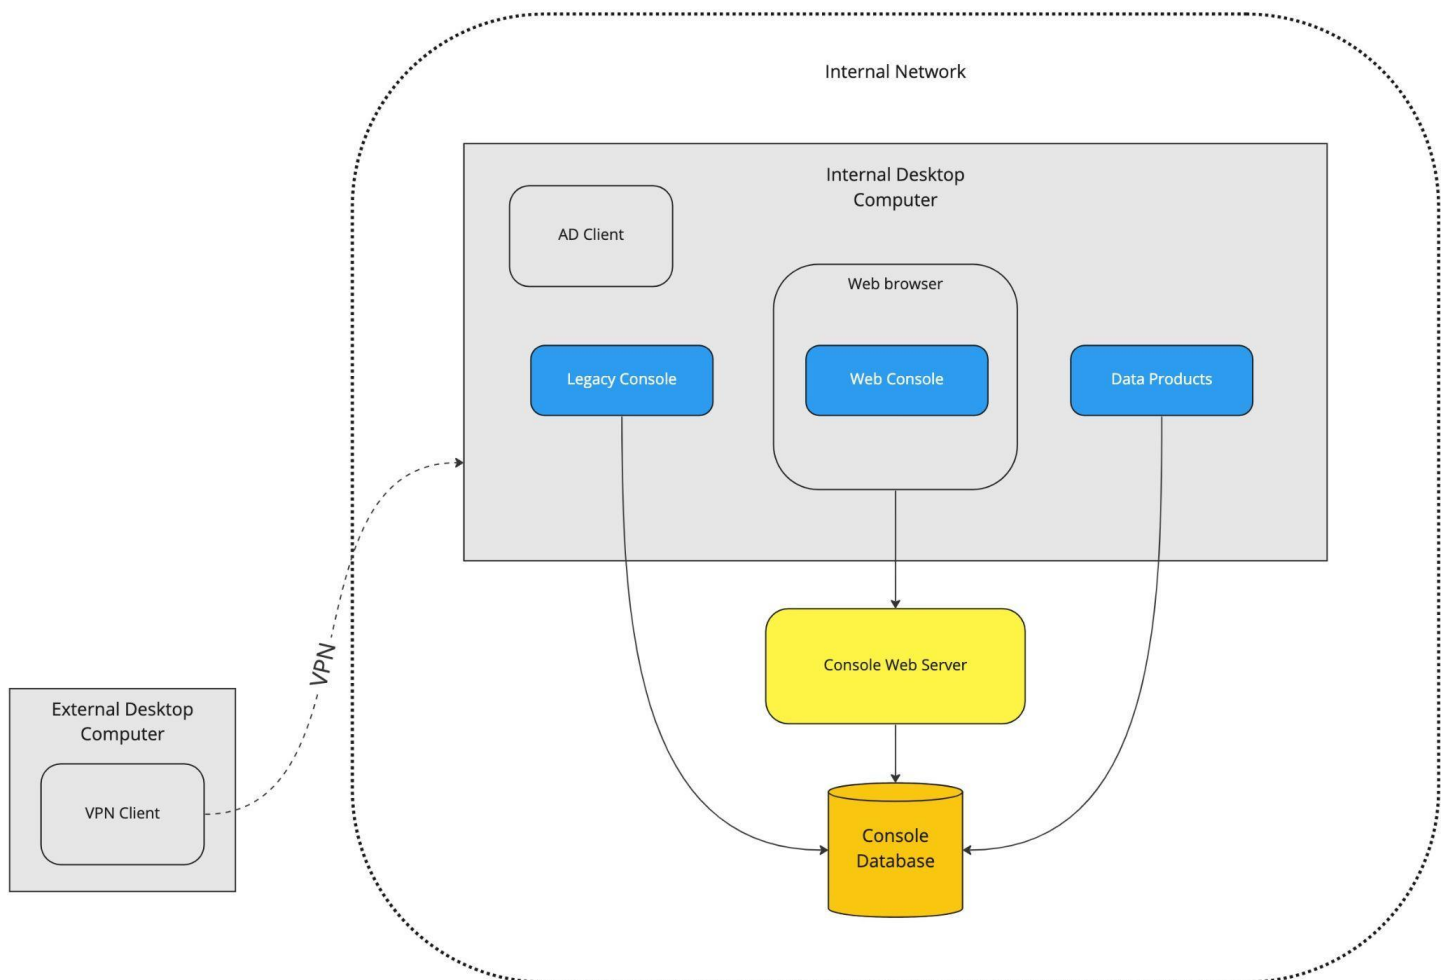 Internal Network
Internal Desktop
Computer
AD Client
Web browser
Legacy Console
Web Console
Data Products
VPN
Console Web Server
External Desktop
Computer
VPN Client
Console
Database